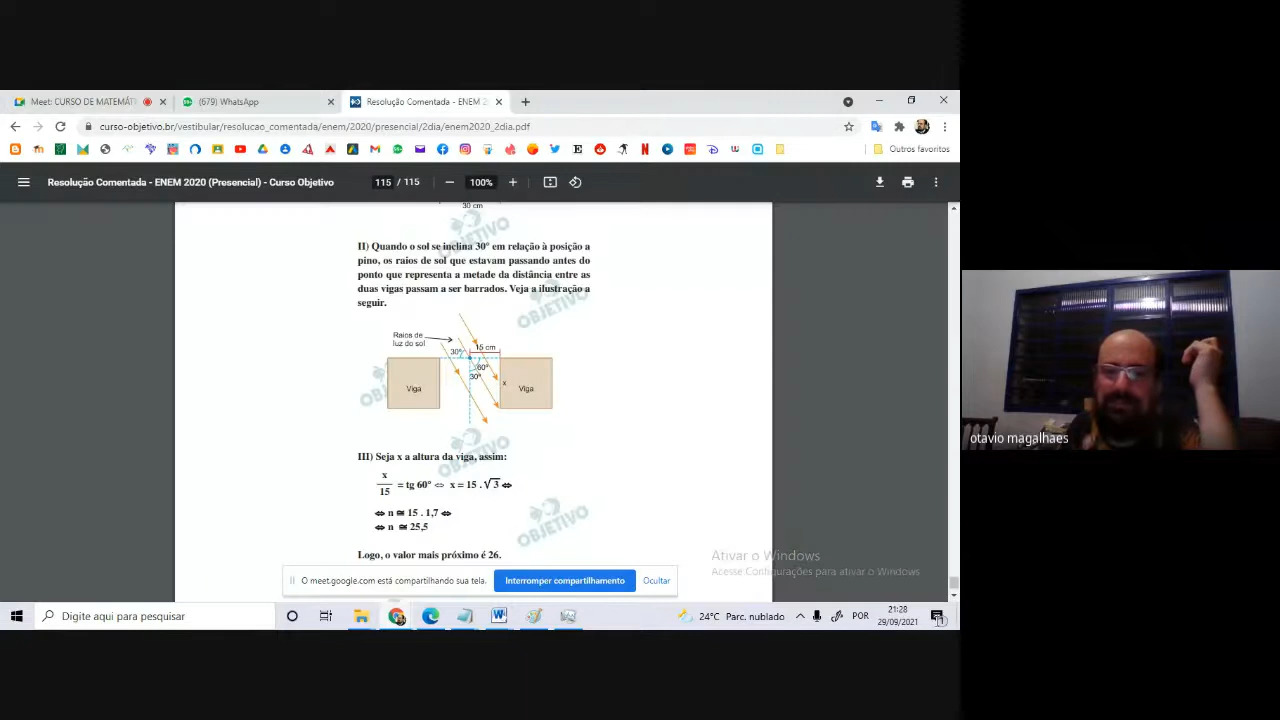 Meet: CURSO DE MATEMÁT
(679) WhatsApp
Resolução Comentada - ENEM 2
curso-objetivo.br/vestibular/resolucao_comentada/enem/2020/presencial/2dia/enem2020_2dia.pdf
Outros favoritos
Resolução Comentada - ENEM 2020 (Presencial) - Curso Objetivo
115 / 115
100%
30 cm
OBJETIVO
II) Quando o sol se inclina 30° em relação à posição a
pino, os raios de sol que estavam passando antes do
ponto que representa a metade da distância entre as
duas vigas passam a ser barrados. Veja a ilustração a
seguir.
OBJETIVO
Raios de
luz do sol
15 cm
30°
60°
30°
x
Viga
Viga
OBJETIVO
III) Seja x a altura da viga, assim:
x
15
= tg 60° ⇔ x = 15 . √3 ⇔
⇔ n ≅ 15 . 1,7 ⇔
⇔ n ≅ 25,5
OBJETIVO
Logo, o valor mais próximo é 26.
Ativar o Windows
Acesse Configurações para ativar o Windows
O meet.google.com está compartilhando sua tela.
Interromper compartilhamento
Ocultar
Digite aqui para pesquisar
24°C Parc. nublado
POR
21:28
29/09/2021
otavio magalhaes